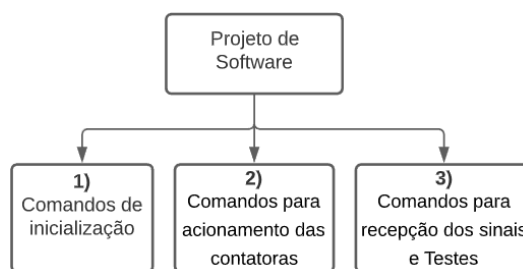 Projeto de
Software
1)
Comandos de
inicialização
2)
Comandos para
acionamento das
contatoras
3)
Comandos para
recepção dos sinais
e Testes